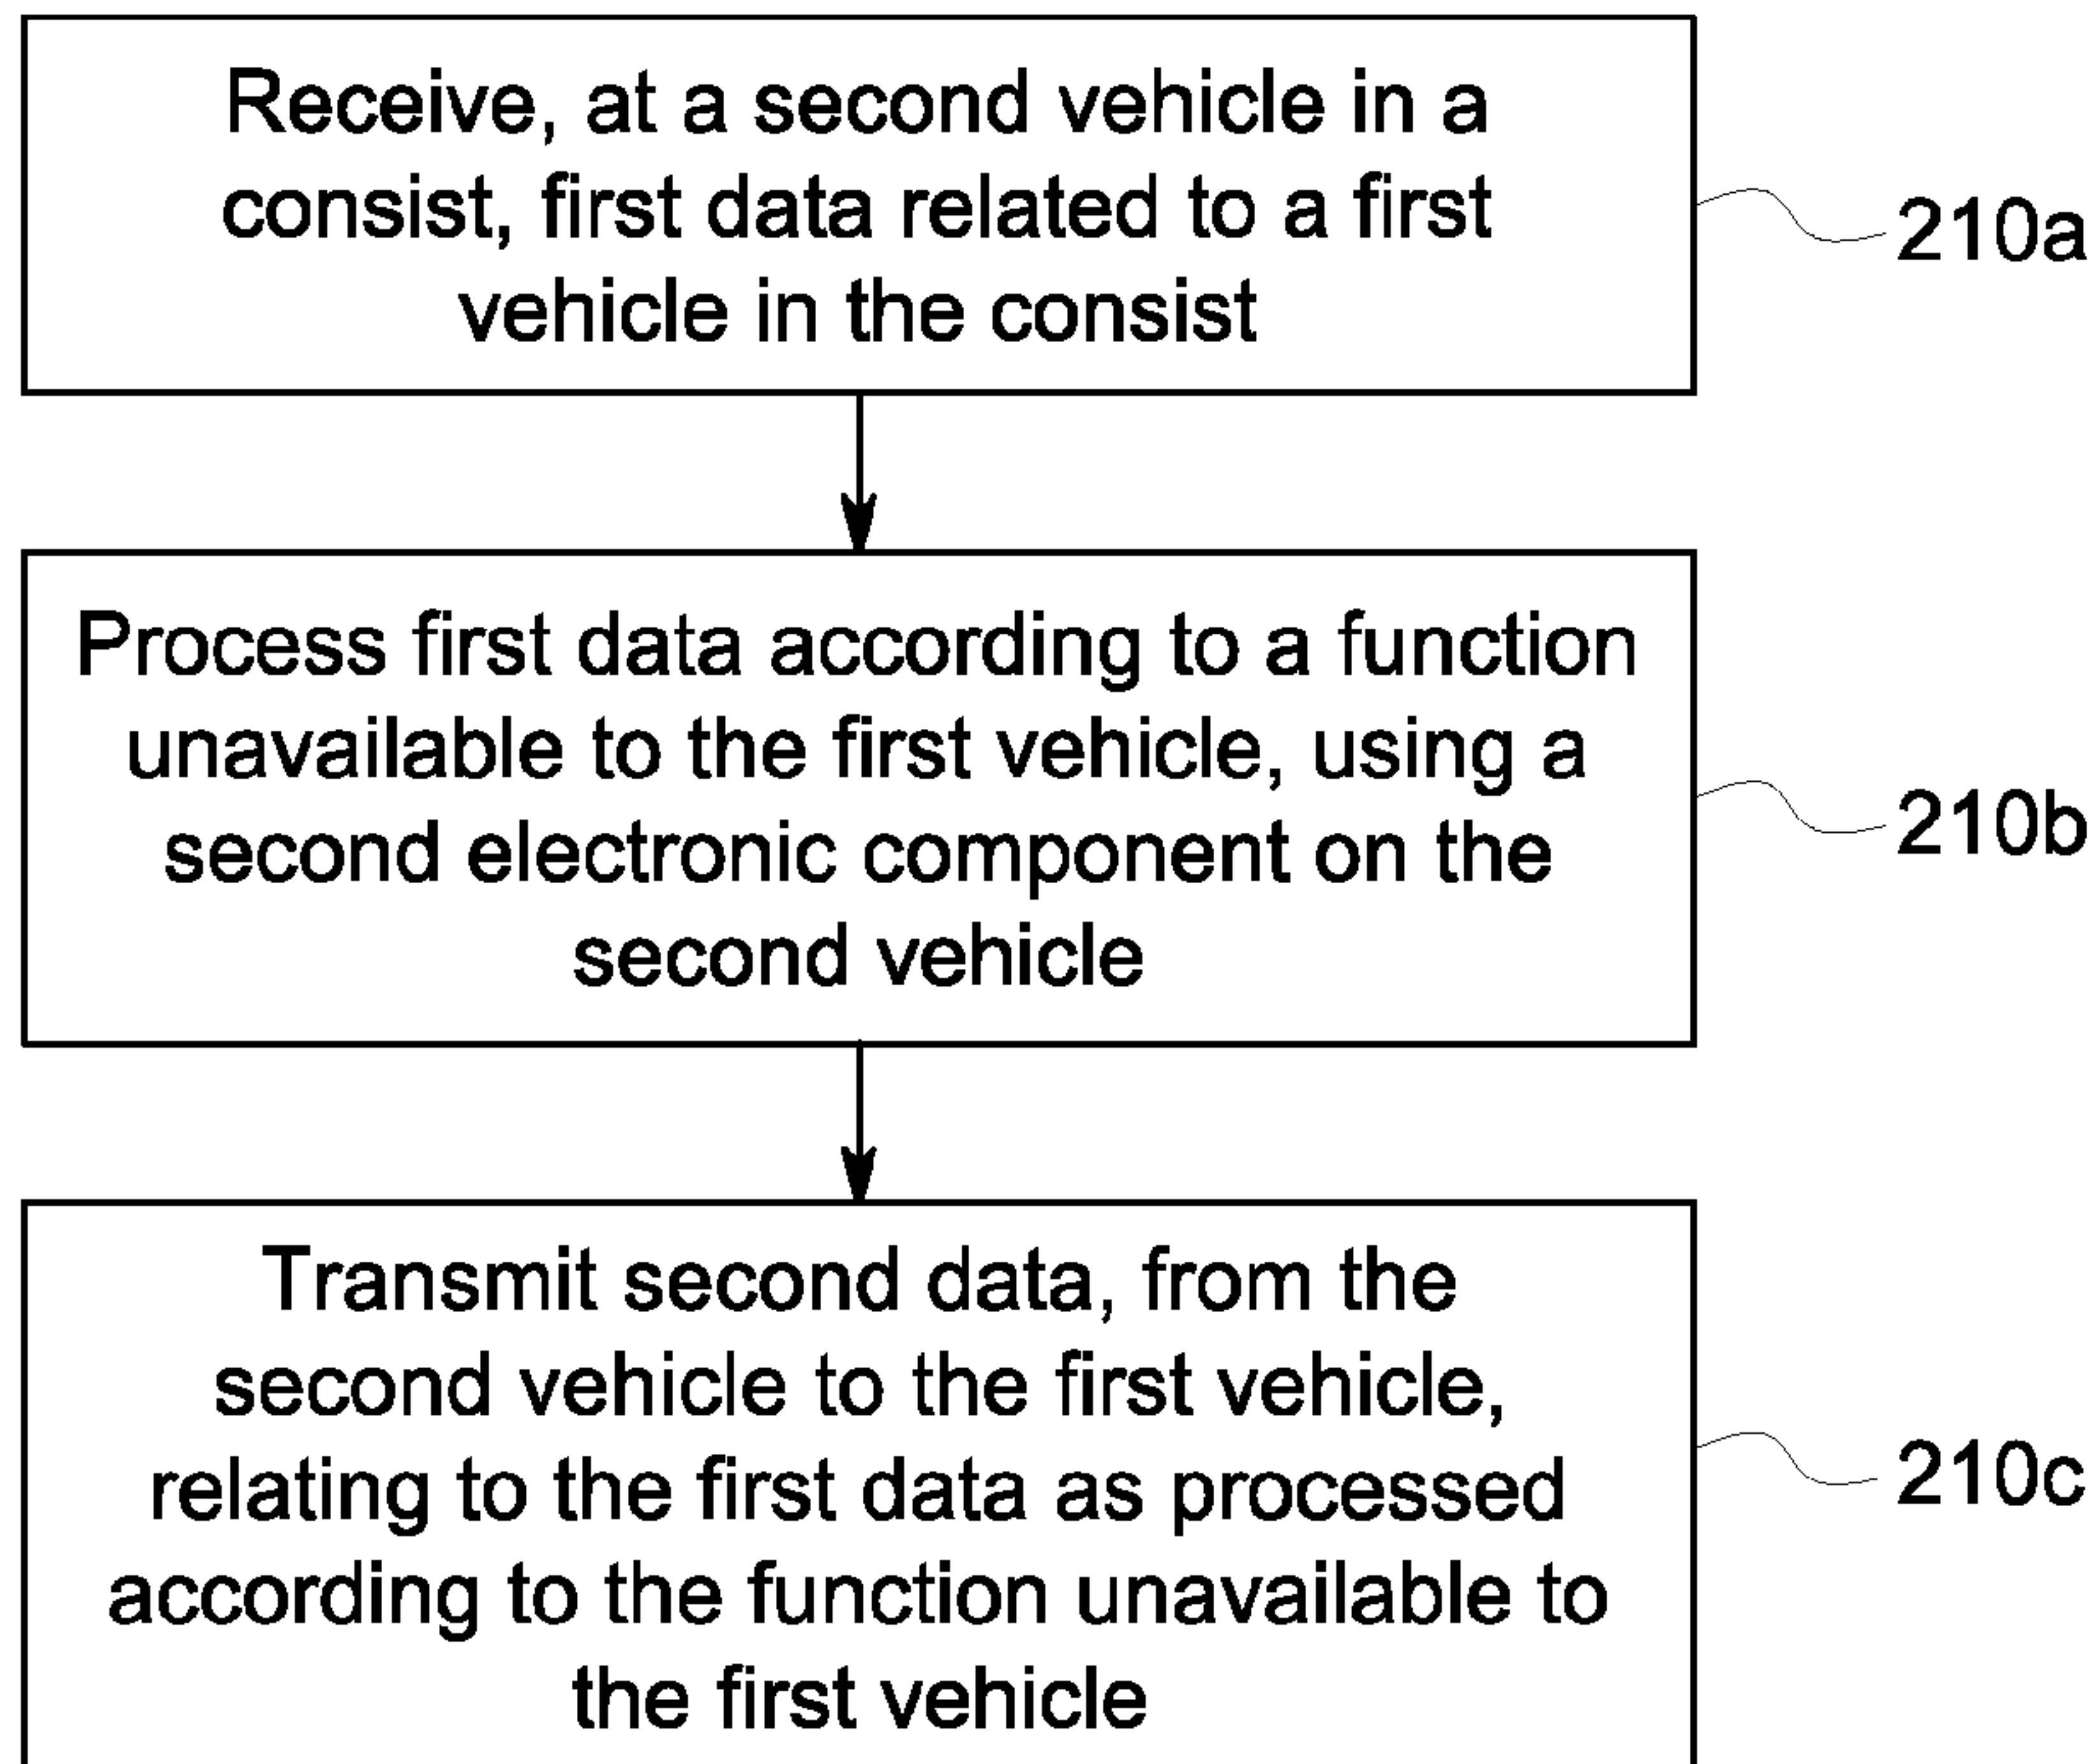 Receive, at a second vehicle in a
consist, first data related to a first
vehicle in the consist
210a
Process first data according to a function
unavailable to the first vehicle, using a
second electronic component on the
second vehicle
210b
Transmit second data, from the
second vehicle to the first vehicle,
relating to the first data as processed
according to the function unavailable to
the first vehicle
210c